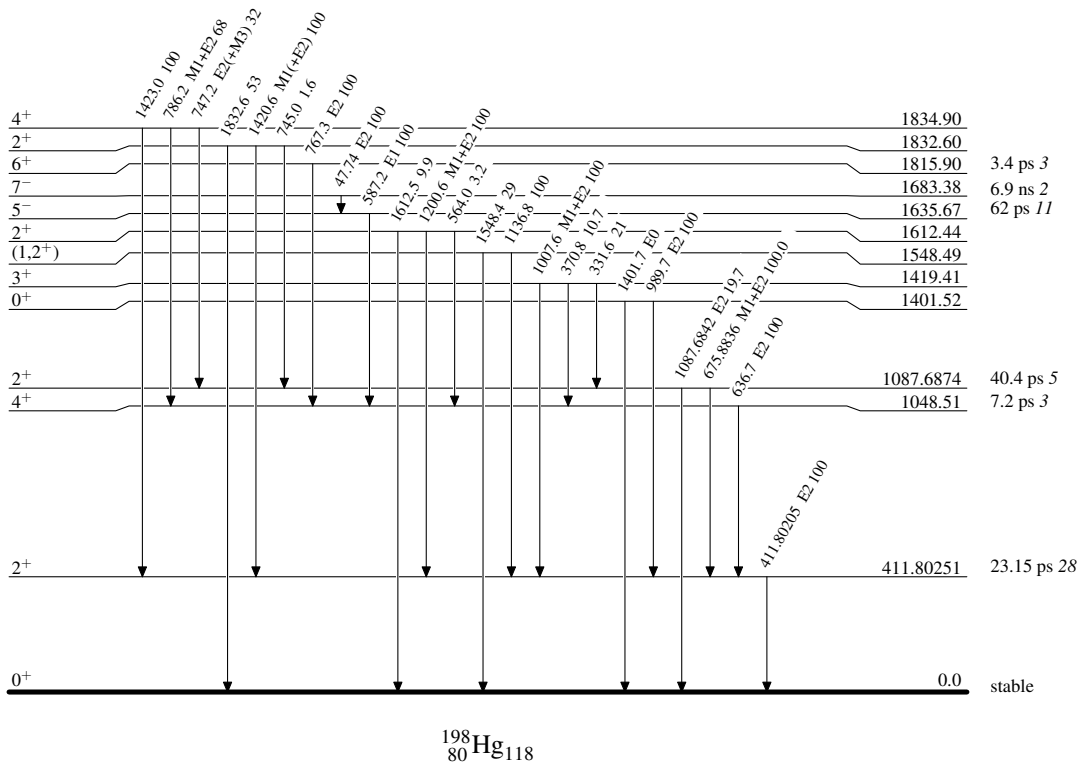 1423.0 100
786.2 M1+E2 68
747.2 E2(+M3) 32
1832.6 53
1420.6 M1(+E2) 100
745.0 1.6
767.3 E2 100
47.74 E2 100
587.2 E1 100
1612.5 9.9
1200.6 M1+E2 100
564.0 3.2
1548.4 29
1136.8 100
1007.6 M1+E2 100
370.8 10.7
331.6 21
1401.7 E0
989.7 E2 100
1087.6842 E2 19.7
675.8836 M1+E2 100.0
636.7 E2 100
411.80205 E2 100
4+ 1834.90
2+ 1832.60
6+ 1815.90 3.4 ps 3
7− 1683.38 6.9 ns 2
5− 1635.67 62 ps 11
2+ 1612.44
(1,2+) 1548.49
3+ 1419.41
0+ 1401.52
2+ 1087.6874 40.4 ps 5
4+ 1048.51 7.2 ps 3
2+ 411.80251 23.15 ps 28
0+ 0.0 stable
198 80 Hg 118